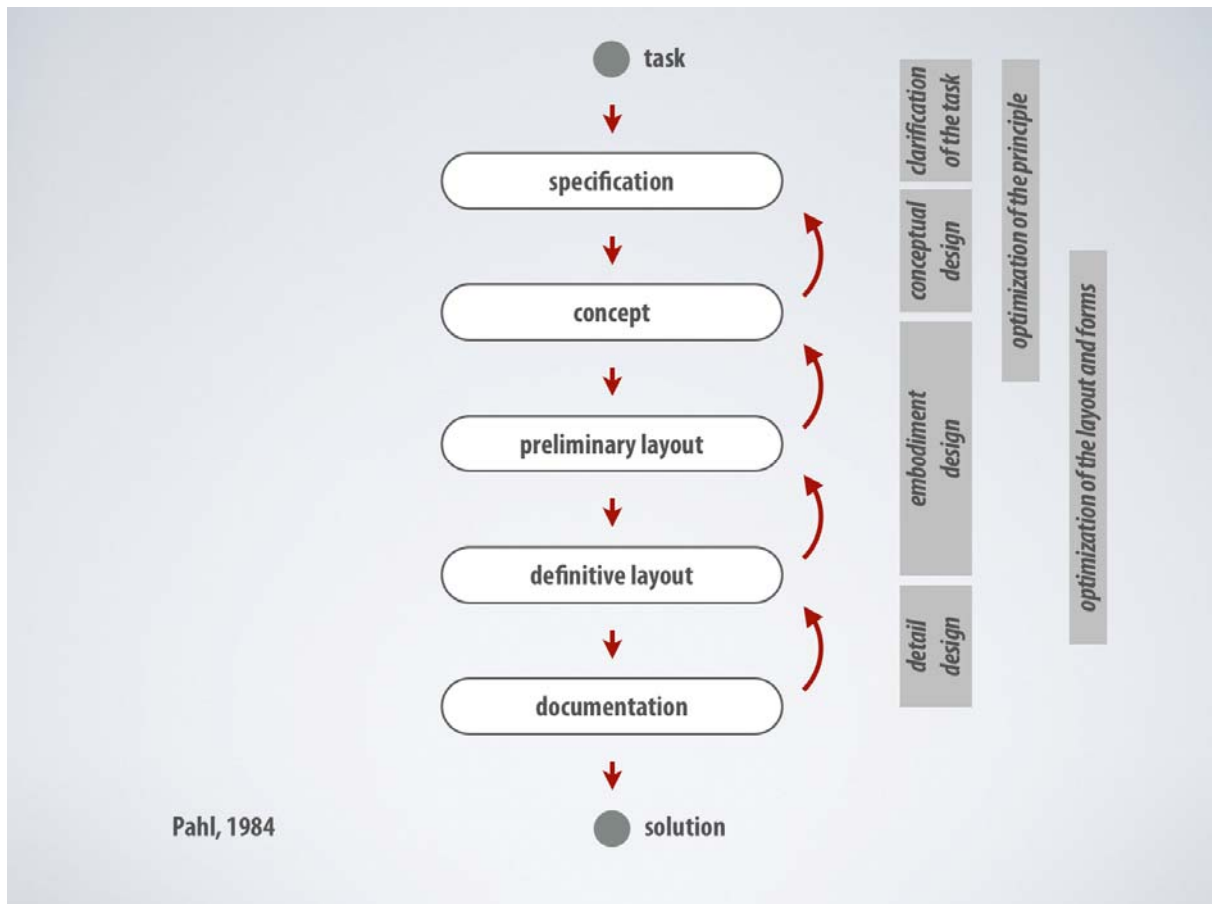 task
specification
concept
preliminary layout
definitive layout
documentation
solution
clarification
of the task
conceptual
design
embodiment
design
detail
design
optimization of the principle
optimization of the layout and forms
Pahl, 1984